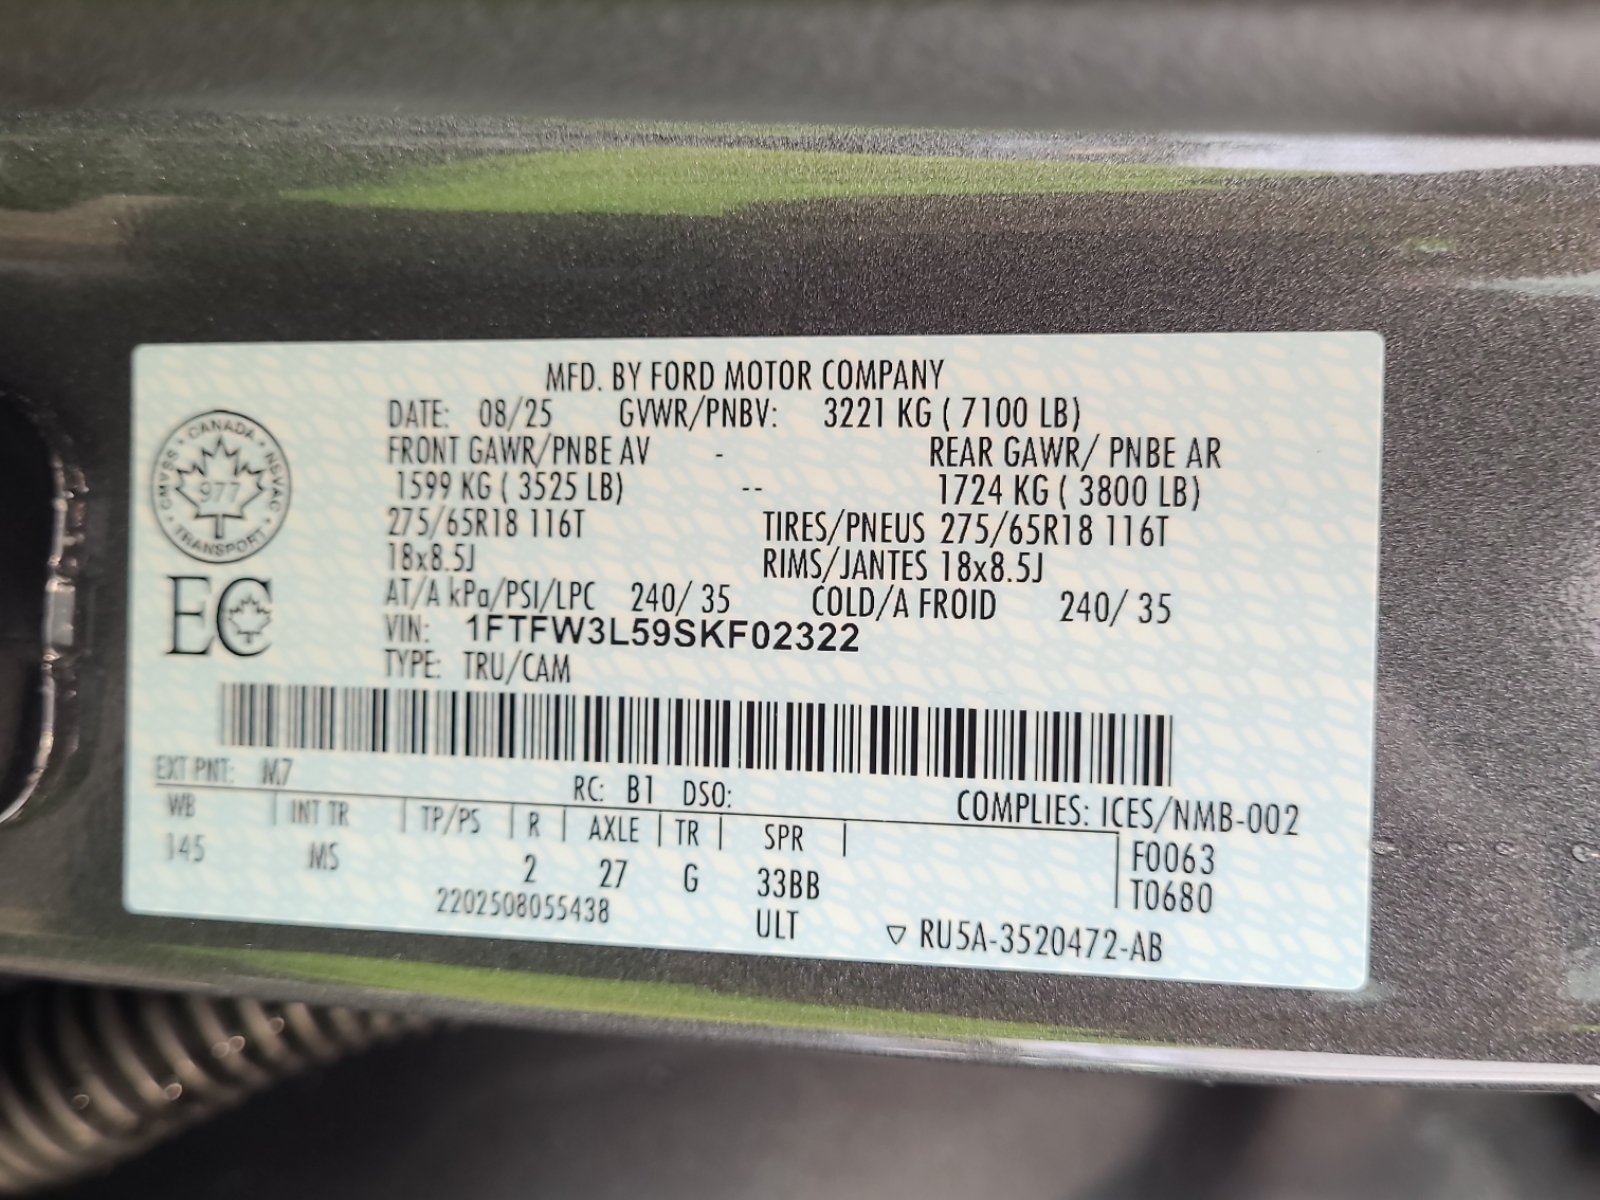 MFD. BY FORD MOTOR COMPANY
DATE: 08/25 GVWR/PNBV: 3221 KG ( 7100 LB)
FRONT GAWR/PNBE AV - REAR GAWR/ PNBE AR
1599 KG ( 3525 LB) -- 1724 KG ( 3800 LB)
275/65R18 116T TIRES/PNEUS 275/65R18 116T
18x8.5J RIMS/JANTES 18x8.5J
AT/A kPa/PSI/LPC 240/ 35 COLD/A FROID 240/ 35
VIN: 1FTFW3L59SKF02322
TYPE: TRU/CAM
CANADA
NSVAC
TRANSPORT
CMVSS
977
EC
EXT PNT: M7 RC: B1 DSO:
COMPLIES: ICES/NMB-002
WB | INT TR | TP/PS | R | AXLE | TR | SPR |
145 MS 2 27 G 33BB
F0063
T0680
2202508055438 ULT ▽ RU5A-3520472-AB